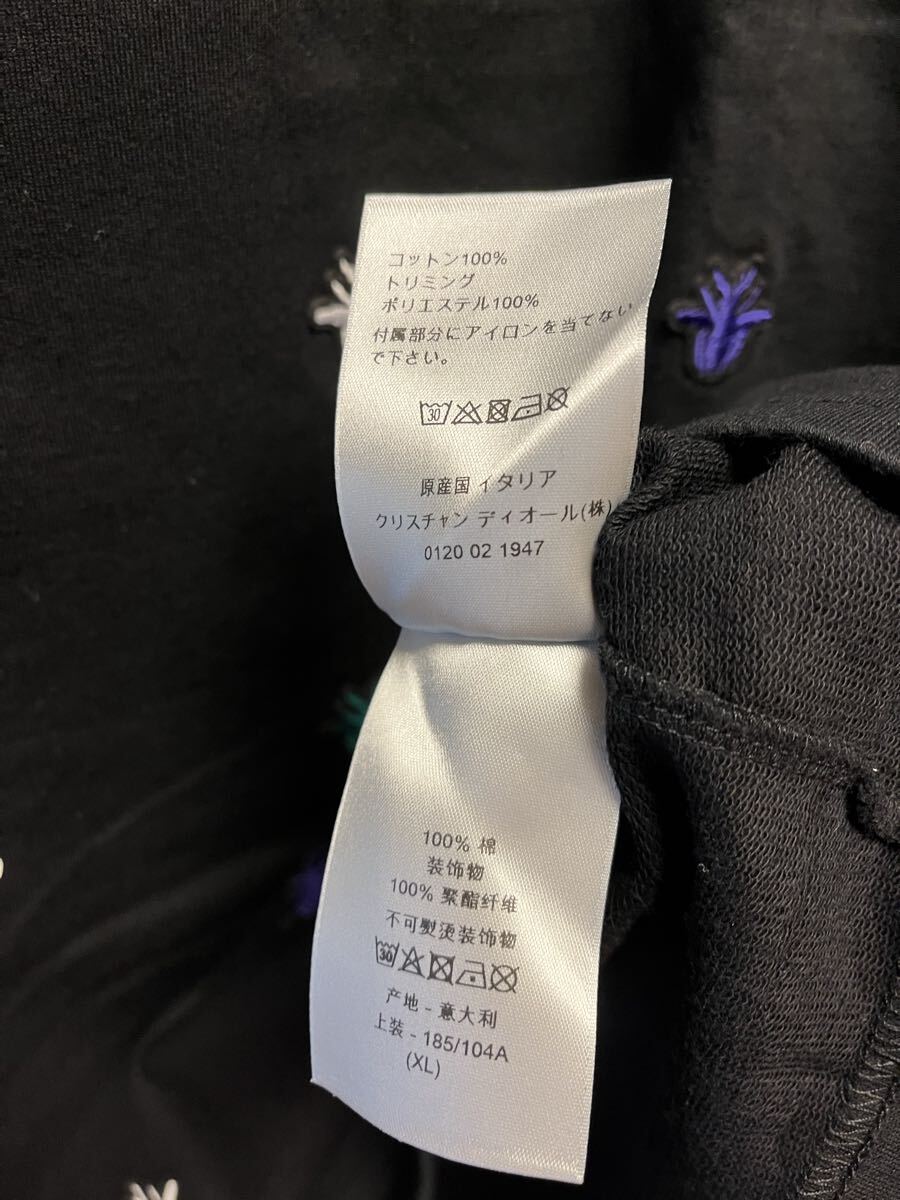 コットン100%
トリミング
ポリエステル100%
付属部分にアイロンを当てない
で下さい。
30
原産国 イタリア
クリスチャン ディオール(株)
0120 02 1947
100% 棉
装饰物
100% 聚酯纤维
不可熨烫装饰物
30
产地 - 意大利
上装 - 185/104A
(XL)